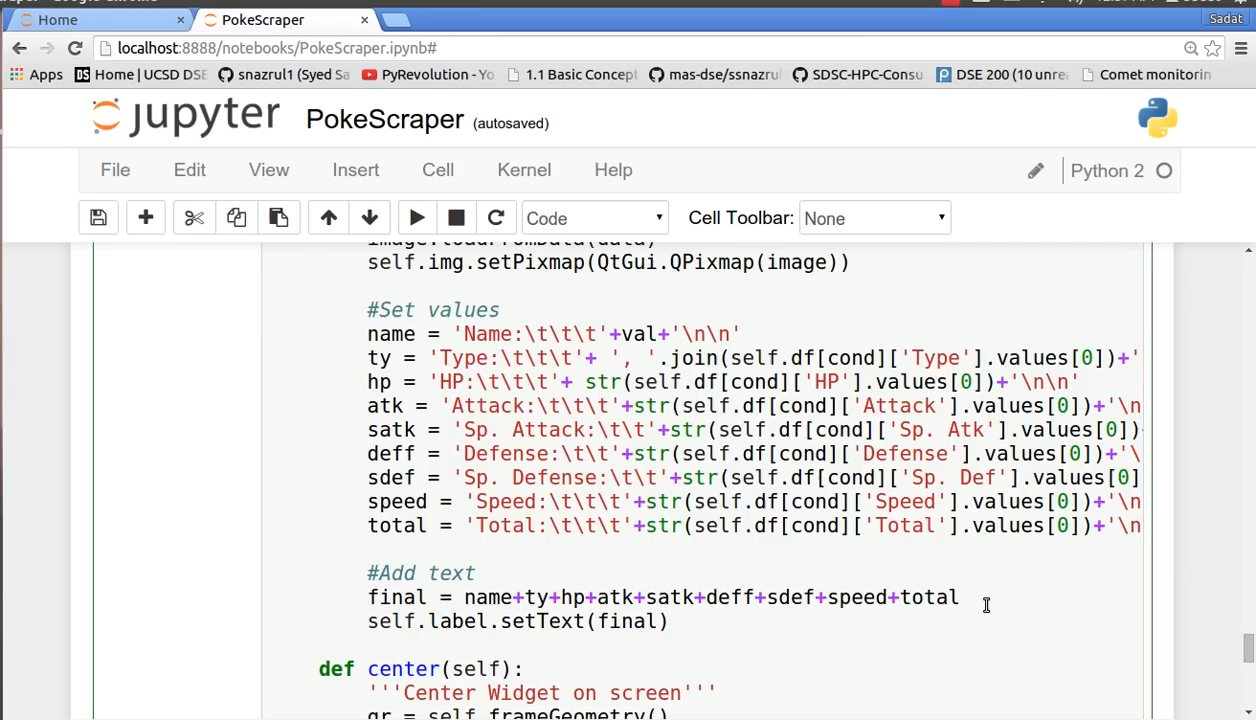 Home
PokeScraper
Sadat
localhost:8888/notebooks/PokeScraper.ipynb#
Apps
Home | UCSD DSE
snazrul1 (Syed Sa
PyRevolution - Yo
1.1 Basic Concept
mas-dse/ssnazrul
SDSC-HPC-Consu
DSE 200 (10 unre
Comet monitorin
jupyter PokeScraper (autosaved)
File Edit View Insert Cell Kernel Help Python 2
Code Cell Toolbar: None
image.loadFromData(data)
self.img.setPixmap(QtGui.QPixmap(image))
#Set values
name = 'Name:\t\t\t'+val+'\n\n'
ty = 'Type:\t\t\t'+ ', '.join(self.df[cond]['Type'].values[0])+'
hp = 'HP:\t\t\t'+ str(self.df[cond]['HP'].values[0])+'\n\n'
atk = 'Attack:\t\t\t'+str(self.df[cond]['Attack'].values[0])+'\n
satk = 'Sp. Attack:\t\t'+str(self.df[cond]['Sp. Atk'].values[0])
deff = 'Defense:\t\t\t'+str(self.df[cond]['Defense'].values[0])+'\
sdef = 'Sp. Defense:\t\t'+str(self.df[cond]['Sp. Def'].values[0]
speed = 'Speed:\t\t\t'+str(self.df[cond]['Speed'].values[0])+'\n
total = 'Total:\t\t\t'+str(self.df[cond]['Total'].values[0])+'\n
#Add text
final = name+ty+hp+atk+satk+deff+sdef+speed+total
self.label.setText(final)
def center(self):
'''Center Widget on screen'''
qr = self.frameGeometry()